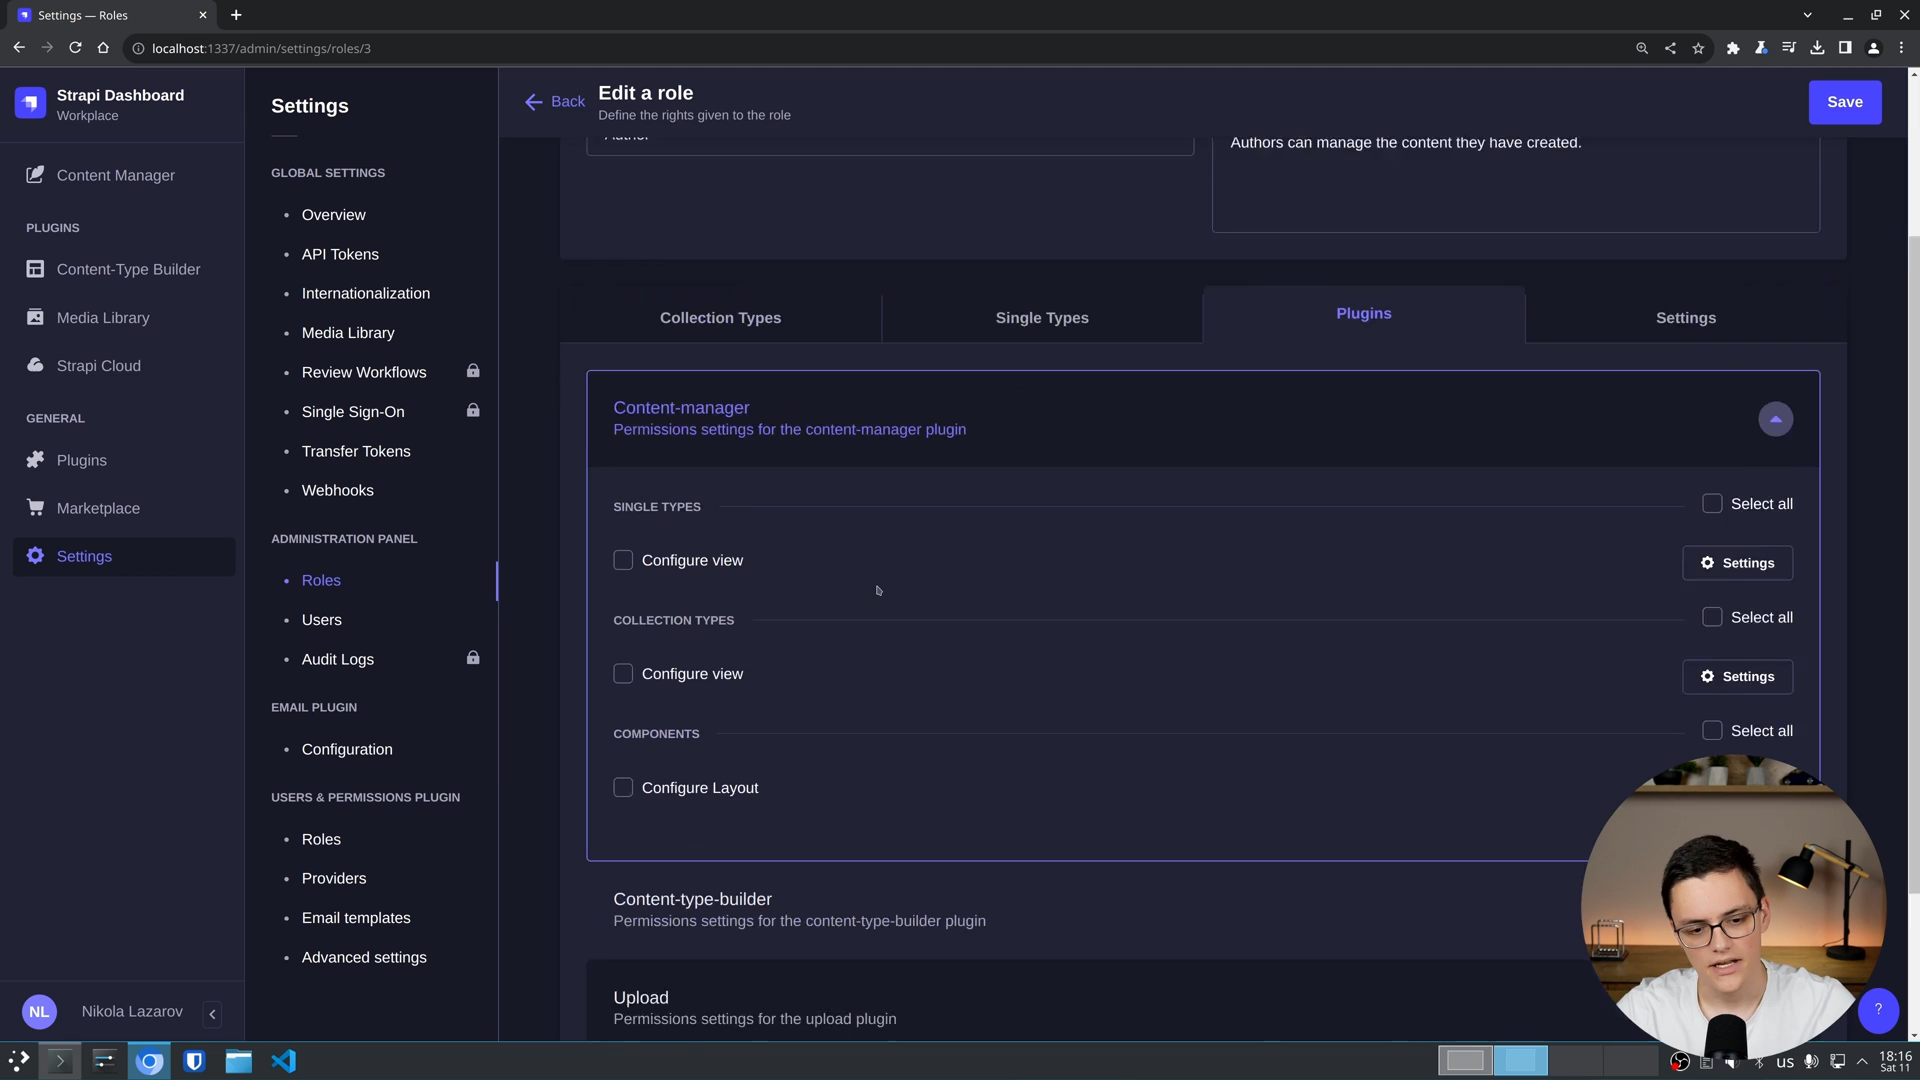 Settings — Roles
localhost:1337/admin/settings/roles/3
Strapi Dashboard
Workplace
Content Manager
PLUGINS
Content-Type Builder
Media Library
Strapi Cloud
GENERAL
Plugins
Marketplace
Settings
NL
Nikola Lazarov
Settings
GLOBAL SETTINGS
Overview
API Tokens
Internationalization
Media Library
Review Workflows
Single Sign-On
Transfer Tokens
Webhooks
ADMINISTRATION PANEL
Roles
Users
Audit Logs
EMAIL PLUGIN
Configuration
USERS & PERMISSIONS PLUGIN
Roles
Providers
Email templates
Advanced settings
Back
Edit a role
Define the rights given to the role
Save
Author
Authors can manage the content they have created.
Collection Types
Single Types
Plugins
Settings
Content-manager
Permissions settings for the content-manager plugin
SINGLE TYPES
Select all
Configure view
Settings
COLLECTION TYPES
Select all
Configure view
Settings
COMPONENTS
Select all
Configure Layout
Content-type-builder
Permissions settings for the content-type-builder plugin
Upload
Permissions settings for the upload plugin
?
US
18:16
Sat 11